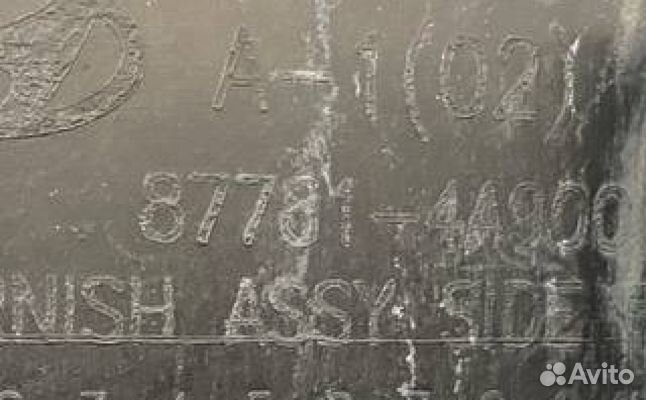 A-1(02)
87781-4A900
NISH ASSY SIDE
Avito